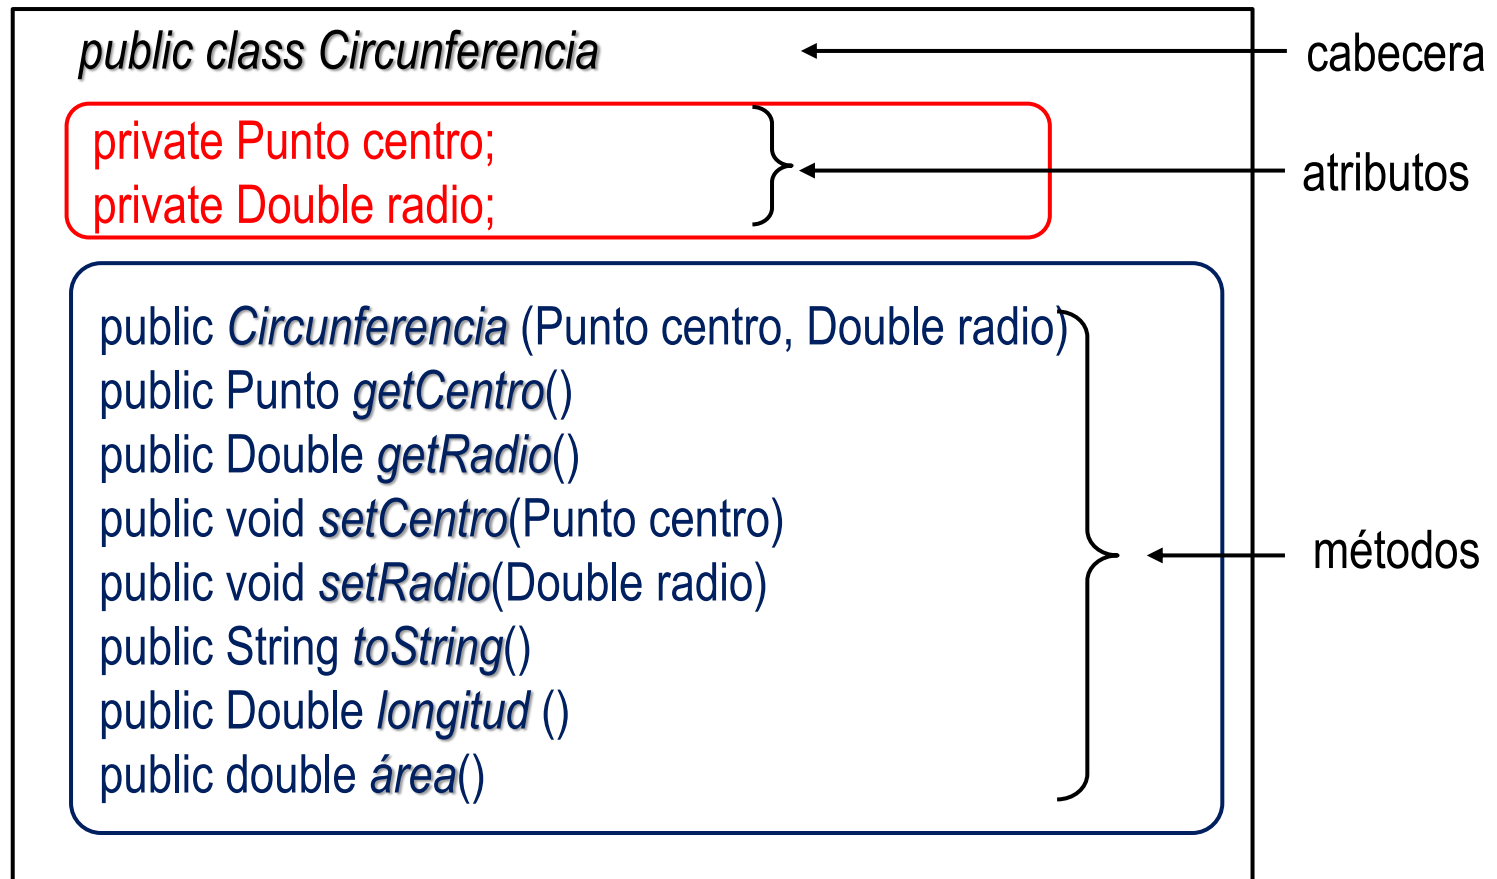 public class Circunferencia
cabecera
private Punto centro;
private Double radio;
atributos
public Circunferencia (Punto centro, Double radio)
public Punto getCentro()
public Double getRadio()
public void setCentro(Punto centro)
public void setRadio(Double radio)
public String toString()
public Double longitud ()
public double área()
métodos